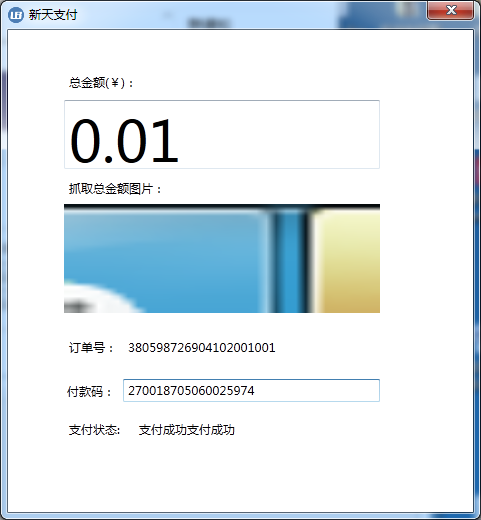 新天支付
总金额(￥)：
0.01
抓取总金额图片：
订单号： 380598726904102001001
付款码： 270018705060025974
支付状态: 支付成功支付成功